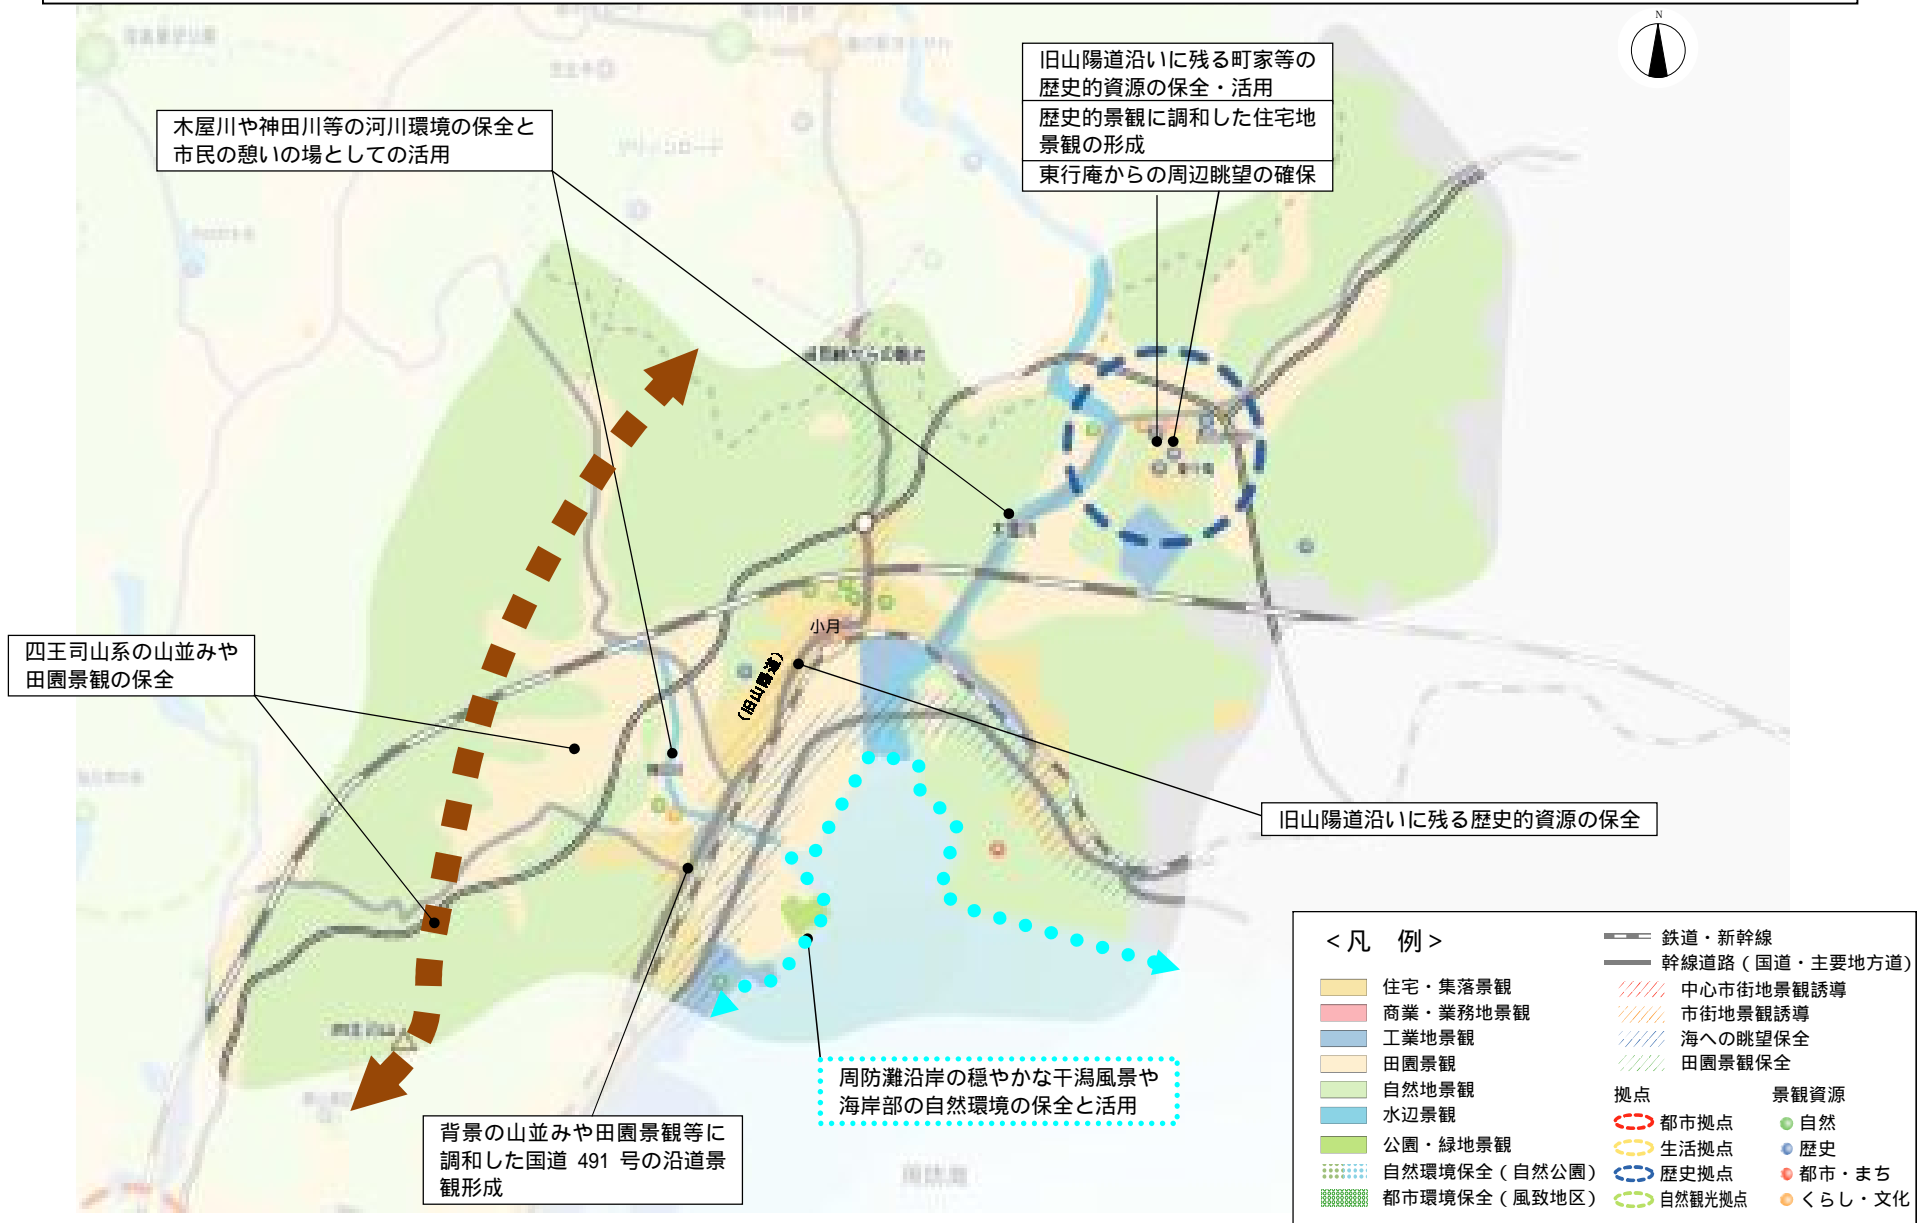 N
旧山陽道沿いに残る町家等の
歴史的資源の保全・活用
歴史的景観に調和した住宅地
景観の形成
東行庵からの周辺眺望の確保
木屋川や神田川等の河川環境の保全と
市民の憩いの場としての活用
グリーンロード
木屋川
小月
(旧山陽道)
四王司山系の山並みや
田園景観の保全
旧山陽道沿いに残る歴史的資源の保全
周防灘沿岸の穏やかな干潟風景や
海岸部の自然環境の保全と活用
背景の山並みや田園景観等に
調和した国道 491 号の沿道景
観形成
周防灘
<凡 例>
住宅・集落景観
商業・業務地景観
工業地景観
田園景観
自然地景観
水辺景観
公園・緑地景観
自然環境保全(自然公園)
都市環境保全(風致地区)
鉄道・新幹線
幹線道路(国道・主要地方道)
中心市街地景観誘導
市街地景観誘導
海への眺望保全
田園景観保全
拠点
都市拠点
生活拠点
歴史拠点
自然観光拠点
景観資源
自然
歴史
都市・まち
くらし・文化